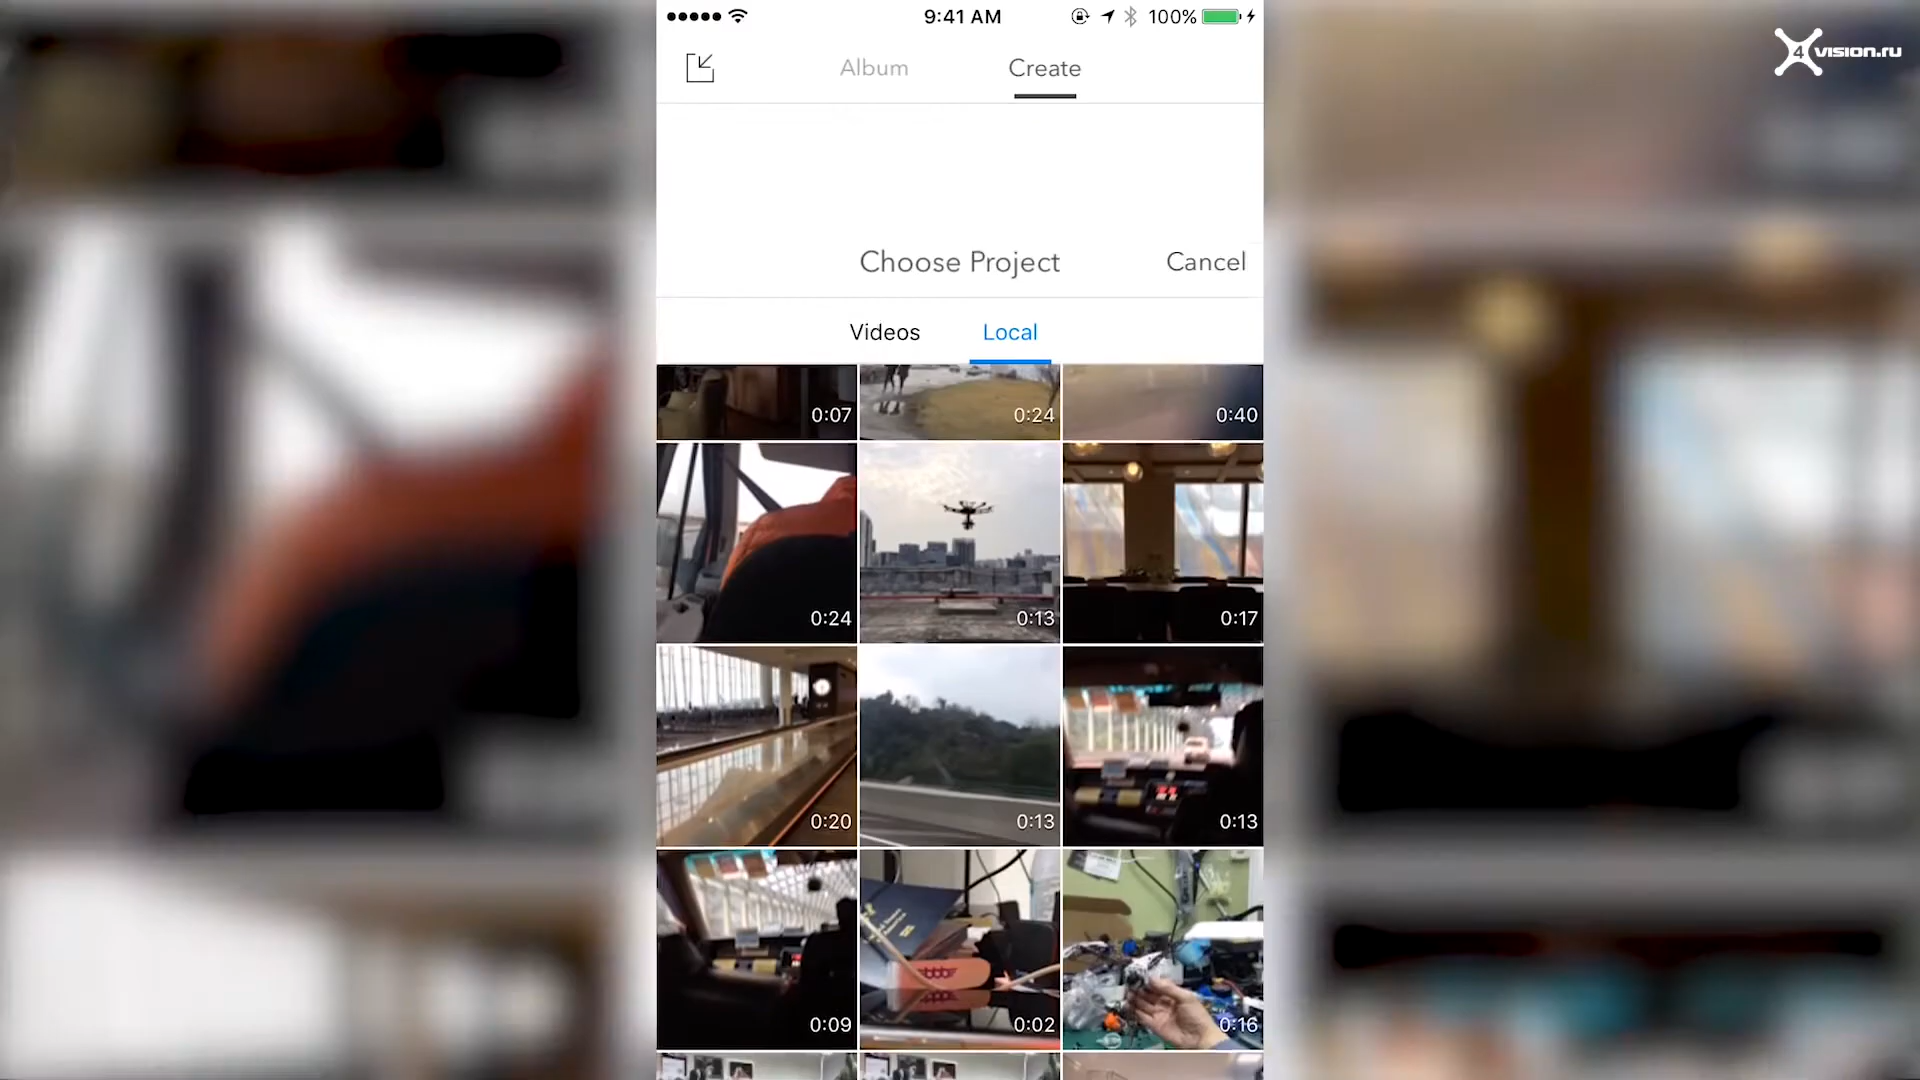 9:41 AM
100%
4vision.ru
Album
Create
Choose Project
Cancel
Videos
Local
0:07
0:24
0:40
0:24
0:13
0:17
0:20
0:13
0:13
0:09
0:02
0:16